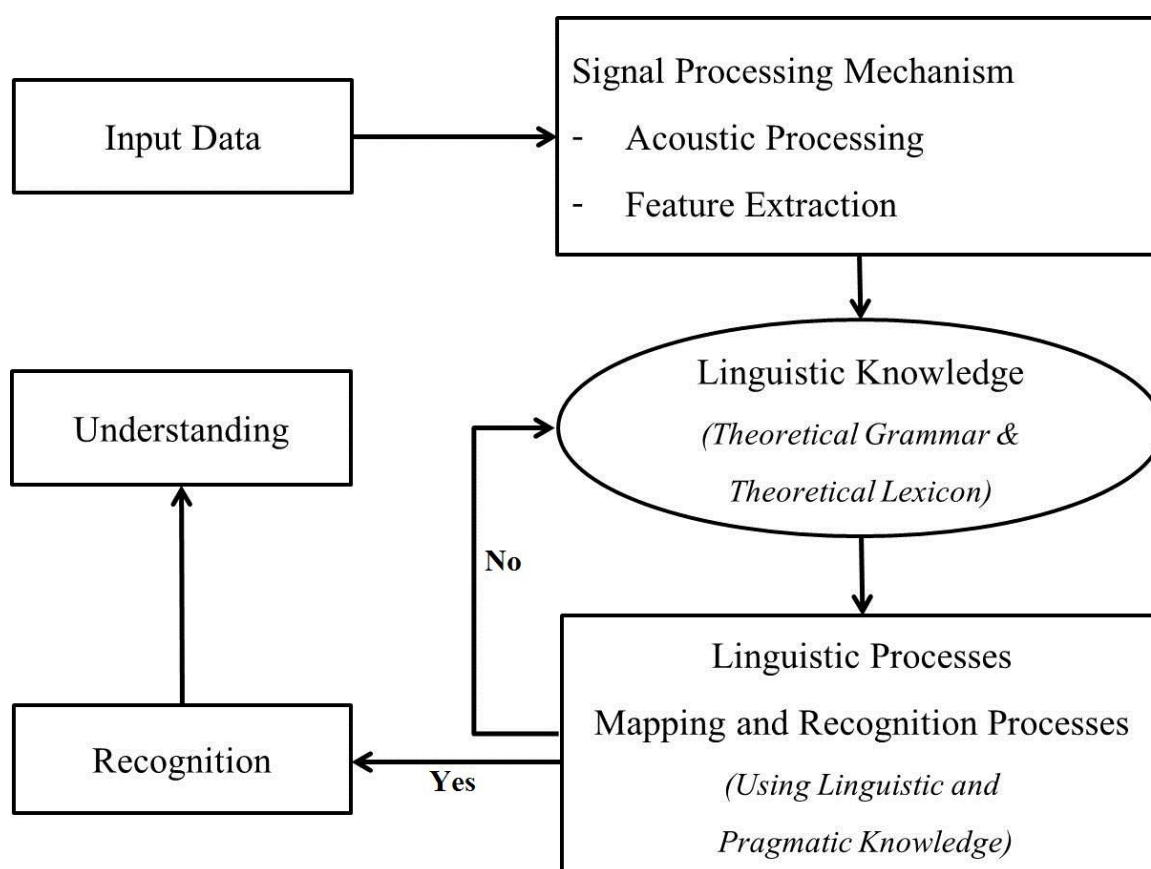 Input Data
Signal Processing Mechanism
- Acoustic Processing
- Feature Extraction
Linguistic Knowledge
(Theoretical Grammar &
Theoretical Lexicon)
Understanding
No
Linguistic Processes
Mapping and Recognition Processes
(Using Linguistic and
Pragmatic Knowledge)
Yes
Recognition